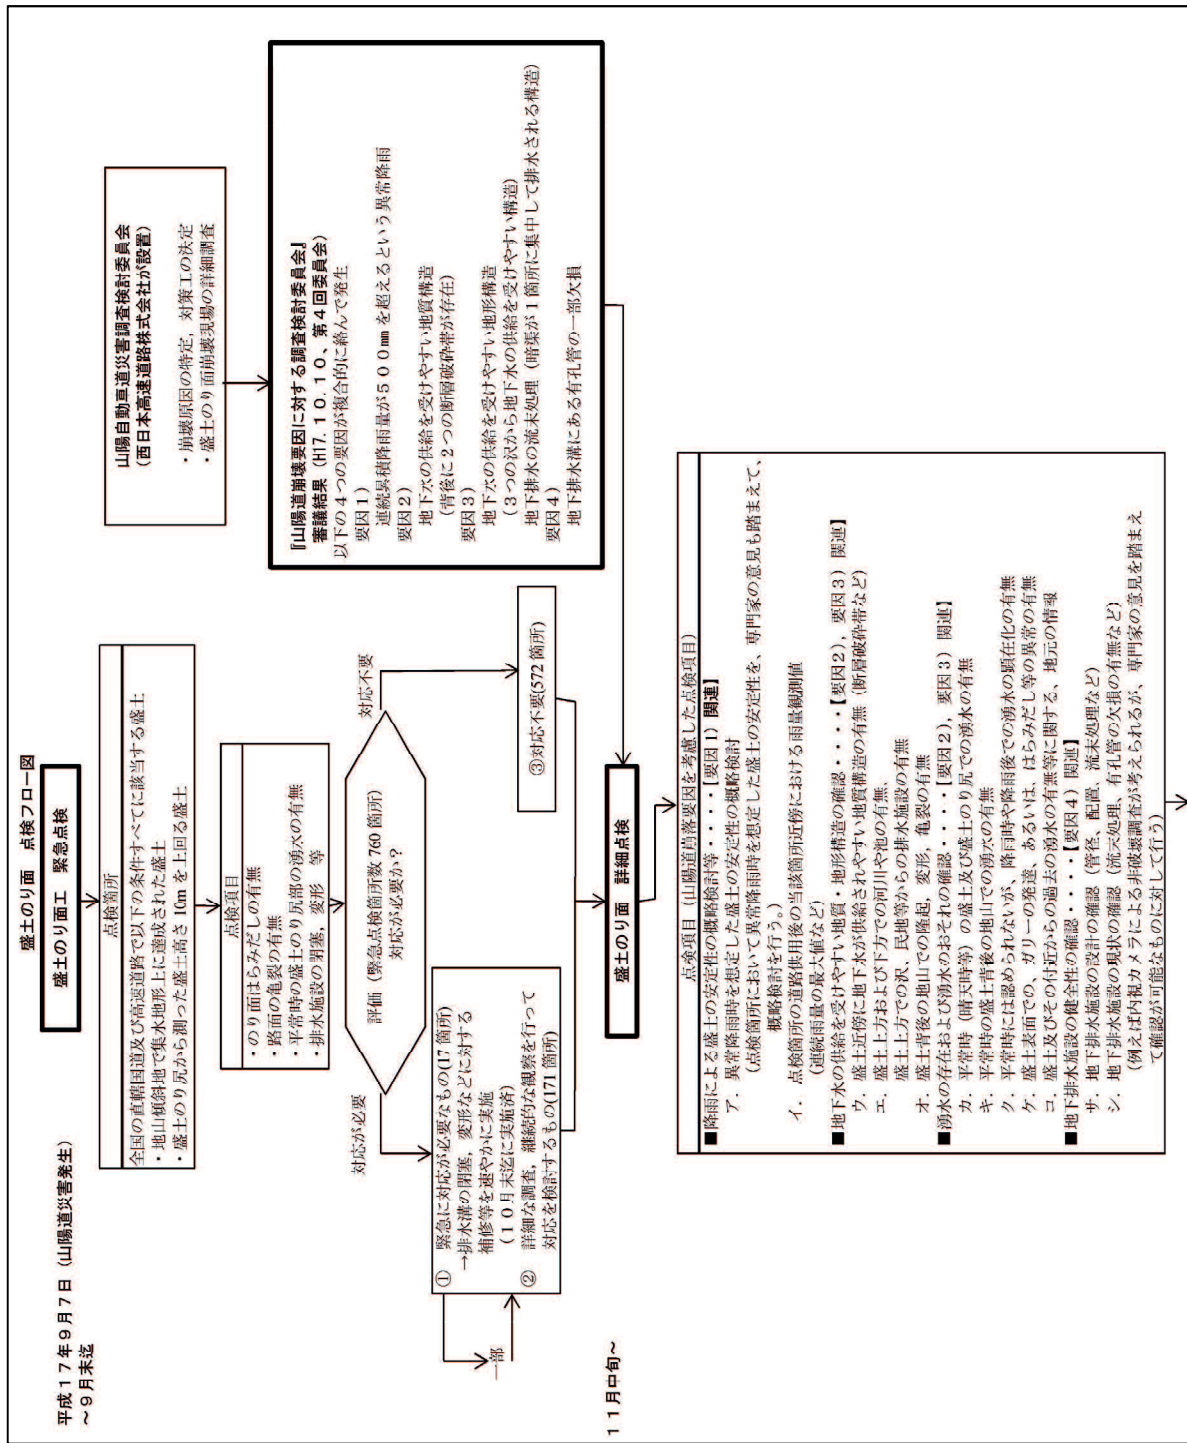 盛土のり面　点検フロー図
平成１７年９月７日（山陽道災害発生）
～９月末迄
盛土のり面工　緊急点検
点検箇所
全国の直轄国道及び高速道路で以下の条件すべてに該当する盛土
・地山傾斜地で集水地形上に達成された盛土
・盛土のり尻から測った盛土高さ 10m を上回る盛土
点検項目
・のり面はらみだしの有無
・路面の亀裂の有無
・平常時の盛土のり尻部の湧水の有無
・排水施設の閉塞，変形　等
評価（緊急点検箇所数 760 箇所）
対応が必要か？
対応が必要
対応不要
① 緊急に対応が必要なもの(17 箇所)
→排水溝の閉塞，変形などに対する
補修等を速やかに実施
(１０月末迄に実施済)
② 詳細な調査，継続的な観察を行って
対応を検討するもの(171 箇所)
一部
③対応不要(572 箇所)
山陽自動車道災害調査検討委員会
（西日本高速道路株式会社が設置）
・崩壊原因の特定，対策工の決定
・盛土のり面崩壊現場の詳細調査
『山陽道崩壊要因に対する調査検討委員会』
審議結果（H17.１０.１０、第４回委員会）
以下の４つの要因が複合的に絡んで発生
要因１）
連続累積降雨量が５００㎜を超えるという異常降雨
要因２）
地下水の供給を受けやすい地質構造
（背後に２つの断層破砕帯が存在）
要因３）
地下水の供給を受けやすい地形構造
（３つの沢から地下水の供給を受けやすい構造）
地下排水の流末処理（暗渠が１箇所に集中して排水される構造）
要因４）
地下排水溝にある有孔管の一部欠損
１１月中旬～
盛土のり面　詳細点検
点検項目（山陽道崩落要因を考慮した点検項目）
■降雨による盛土の安定性の概略検討等・・・・【要因１）関連】
ア．異常降雨時を想定した盛土の安定性の概略検討
（点検箇所において異常降雨時を想定した盛土の安定性を、専門家の意見も踏まえて、
概略検討を行う。）
イ．点検箇所の道路供用後の当該箇所近傍における雨量観測値
（連続雨量の最大値など）
■地下水の供給を受けやすい地質・地形構造の確認・・・・【要因２），要因３）関連】
ウ．盛土近傍に地下水が供給されやすい地質構造の有無（断層破砕帯など）
エ．盛土上方および下方での河川や池の有無、
盛土上方での沢、民地等からの排水施設の有無
オ．盛土背後の地山での隆起，変形，亀裂の有無
■湧水の存在および湧水のおそれの確認・・・・【要因２），要因３）関連】
カ．平常時（晴天時等）の盛土及び盛土のり尻での湧水の有無
キ．平常時の盛土背後の地山での湧水の有無
ク．平常時には認められないが、降雨時や降雨後での湧水の顕在化の有無
ケ．盛土表面での、ガリーの発達、あるいは、はらみだし等の異常の有無
コ．盛土及びその付近からの過去の湧水の有無等に関する、地元の情報
■地下排水施設の健全性の確認・・・・【要因４）関連】
サ．地下排水施設の設計の確認（管径、配置、流末処理など）
シ．地下排水施設の現状の確認（流末処理、有孔管の欠損の有無など）
（例えば内視カメラによる非破壊調査が考えられるが、専門家の意見を踏まえ
て確認が可能なものに対して行う）